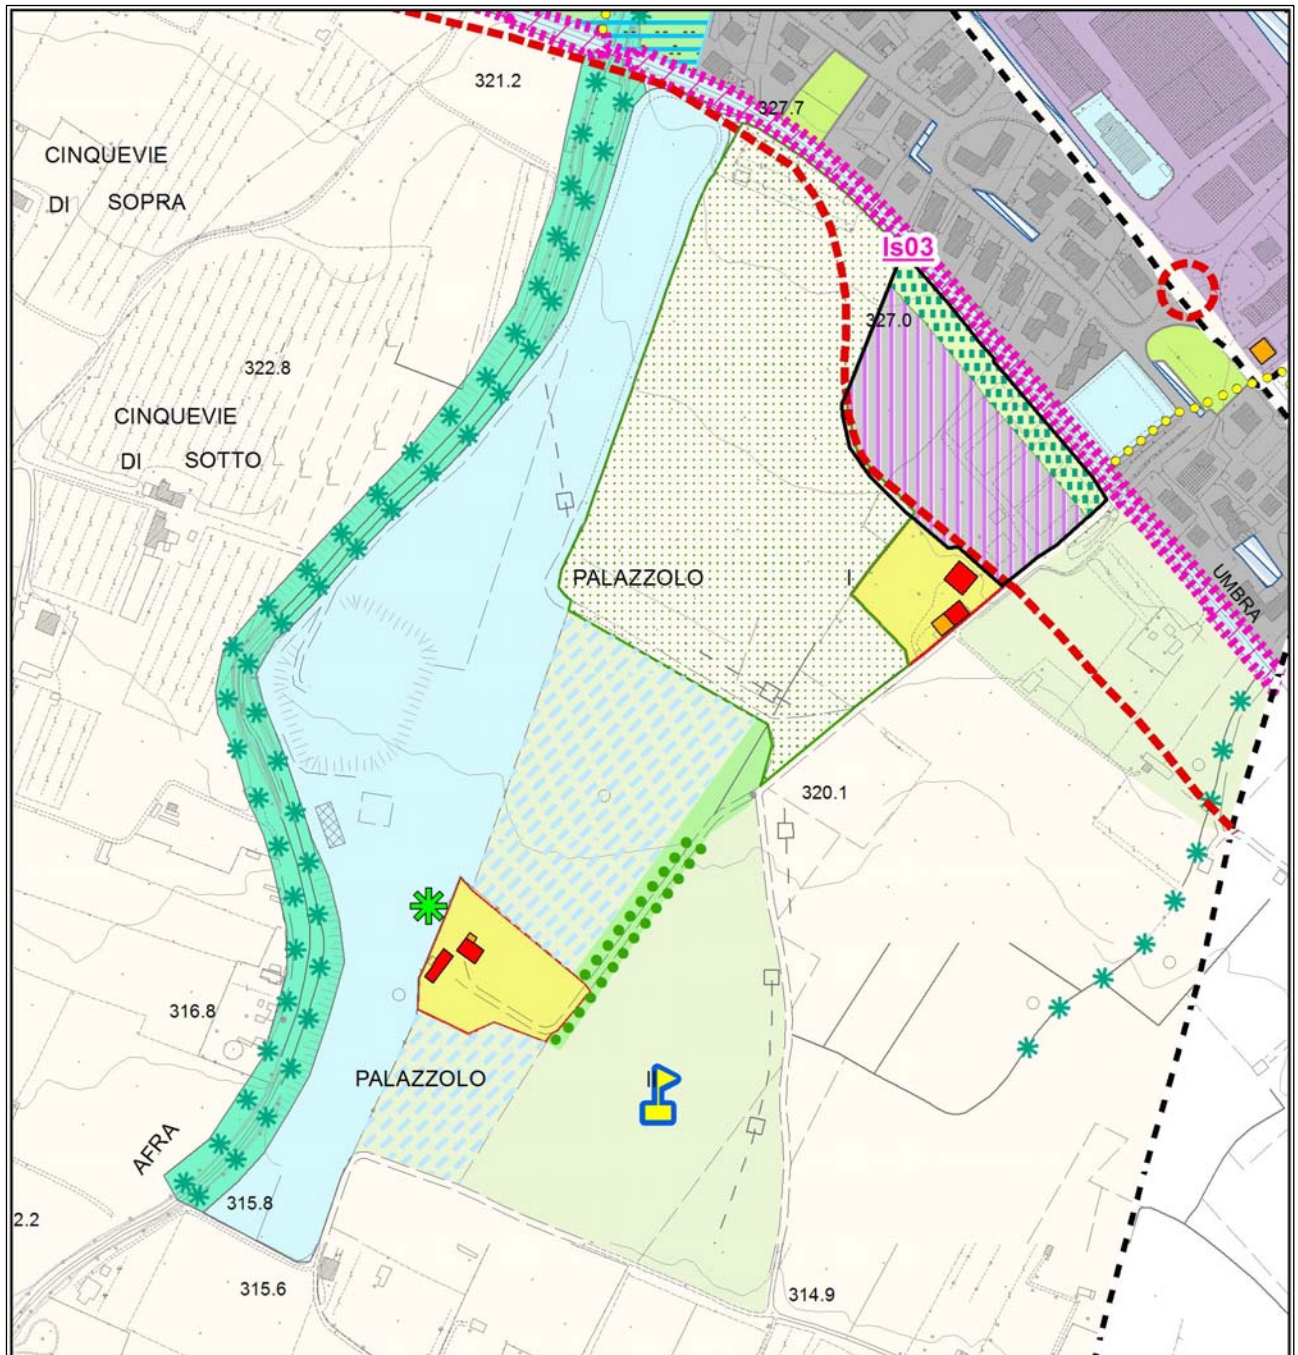 321.2
327.7
CINQUEVIE
DI SOPRA
Is03
327.0
322.8
CINQUEVIE
DI SOTTO
PALAZZOLO I
UMBRA
320.1
316.8
PALAZZOLO II
AFRA
315.8
2.2
315.6
314.9